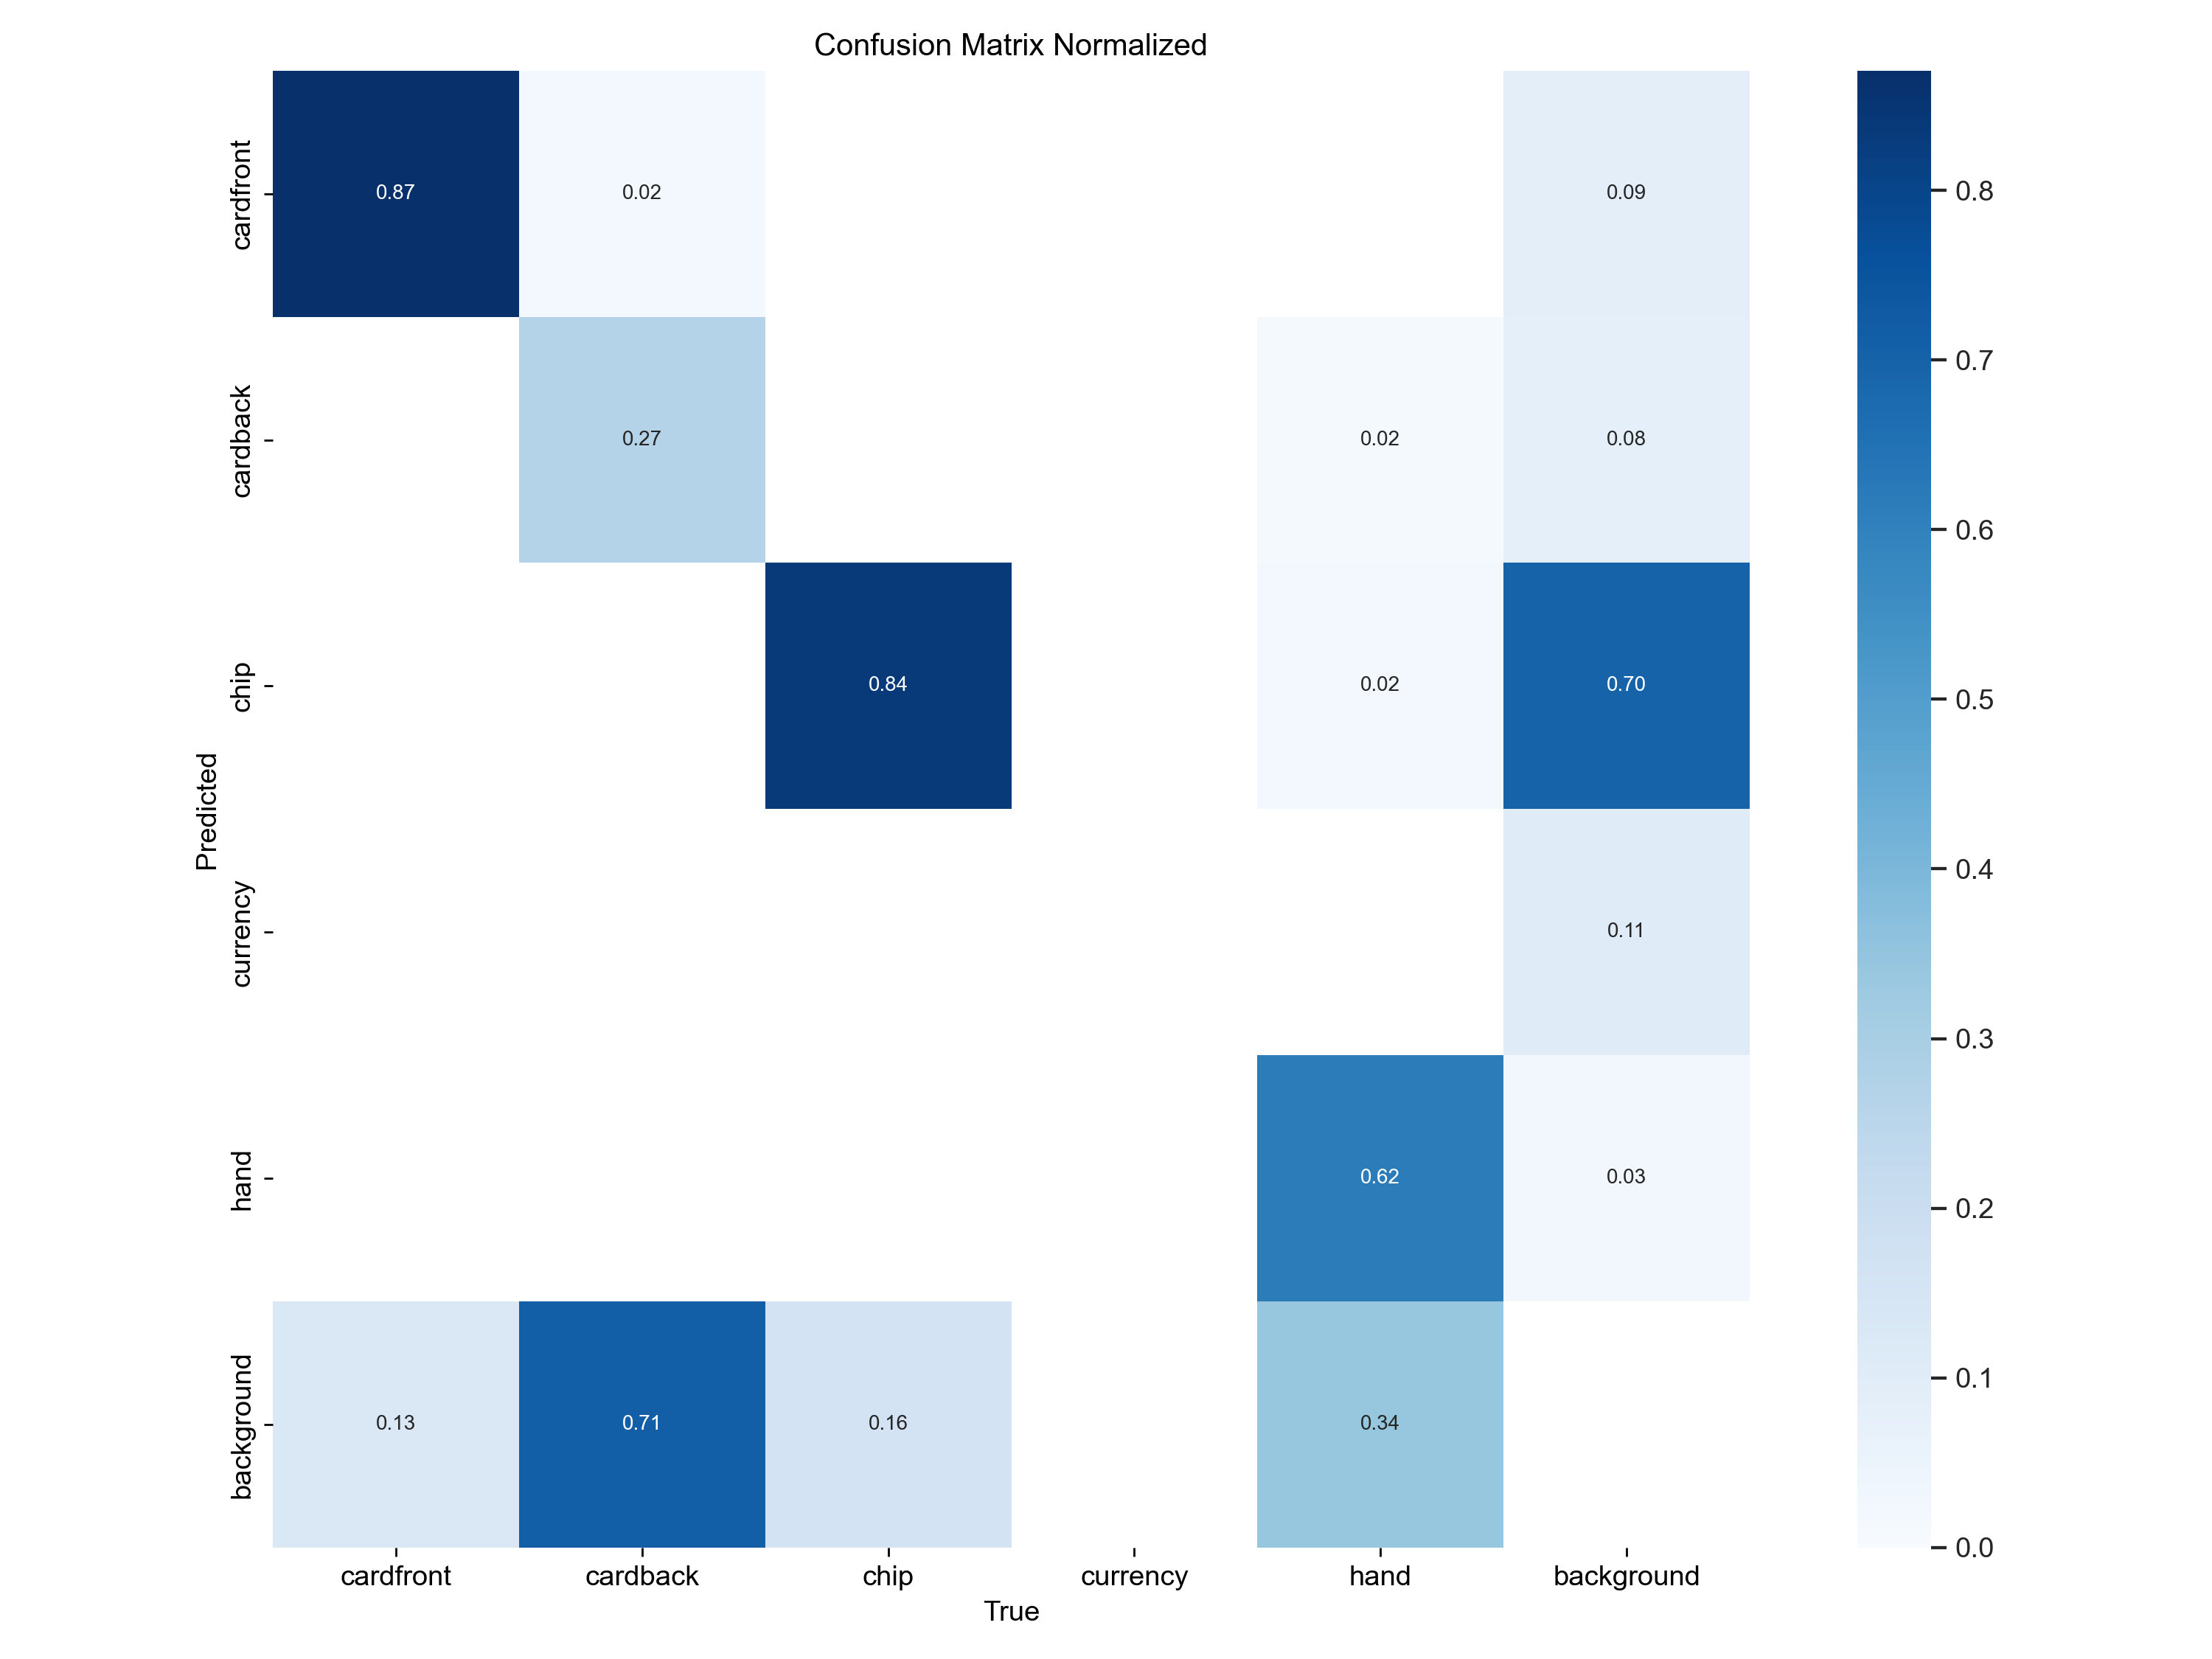 Confusion Matrix Normalized
cardfront
0.87
0.02
0.09
cardback
0.27
0.02
0.08
chip
0.84
0.02
0.70
currency
0.11
hand
0.62
0.03
background
0.13
0.71
0.16
0.34
Predicted
cardfront
cardback
chip
currency
hand
background
True
0.8
0.7
0.6
0.5
0.4
0.3
0.2
0.1
0.0